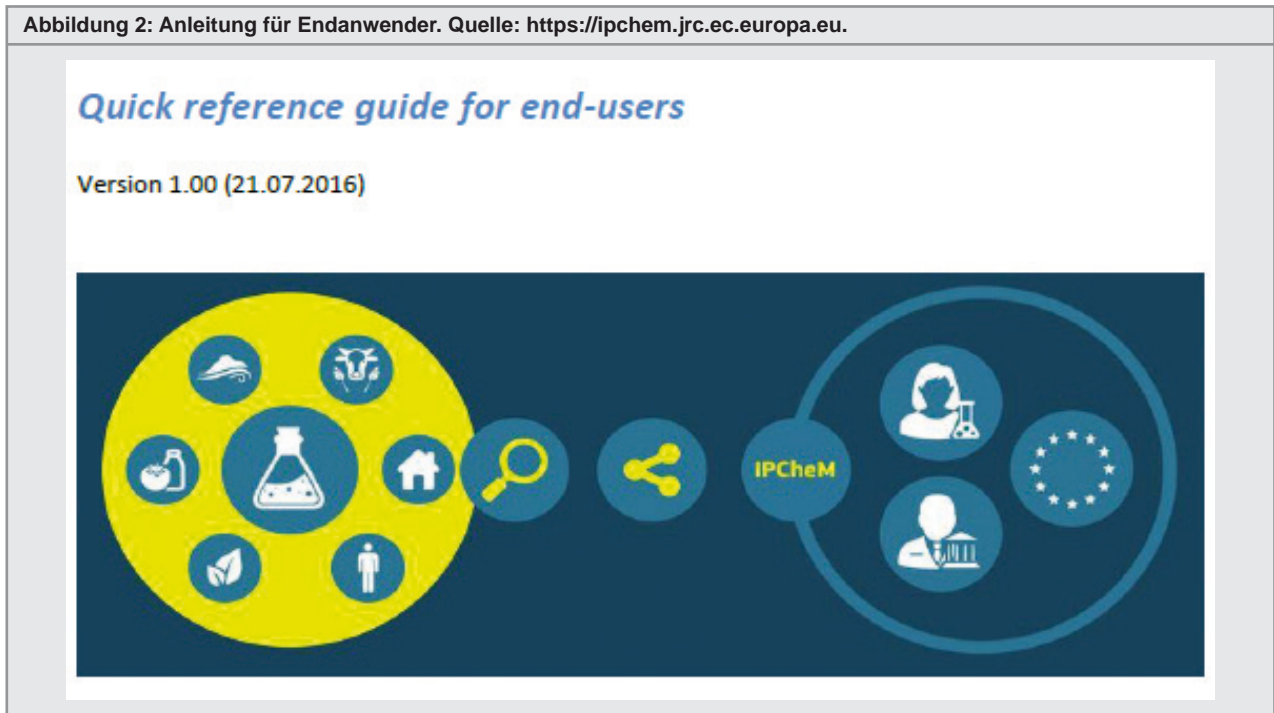 Abbildung 2: Anleitung für Endanwender. Quelle: https://ipchem.jrc.ec.europa.eu.
Quick reference guide for end-users
Version 1.00 (21.07.2016)
IPCheM